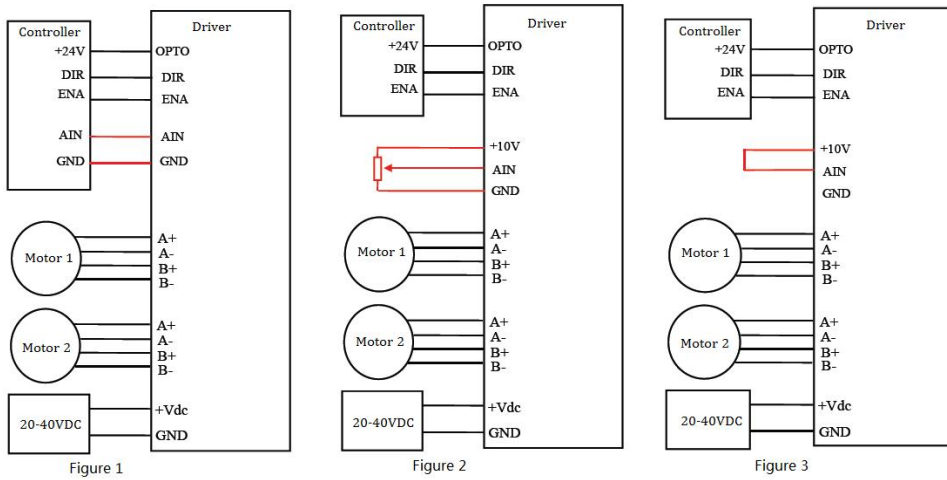 Controller
Driver
+24V
OPTO
DIR
DIR
ENA
ENA
AIN
AIN
GND
GND
Motor 1
A+
A-
B+
B-
Motor 2
A+
A-
B+
B-
20-40VDC
+Vdc
GND
Figure 1
Controller
Driver
+24V
OPTO
DIR
DIR
ENA
ENA
+10V
AIN
GND
Motor 1
A+
A-
B+
B-
Motor 2
A+
A-
B+
B-
20-40VDC
+Vdc
GND
Figure 2
Controller
Driver
+24V
OPTO
DIR
DIR
ENA
ENA
+10V
AIN
GND
Motor 1
A+
A-
B+
B-
Motor 2
A+
A-
B+
B-
20-40VDC
+Vdc
GND
Figure 3